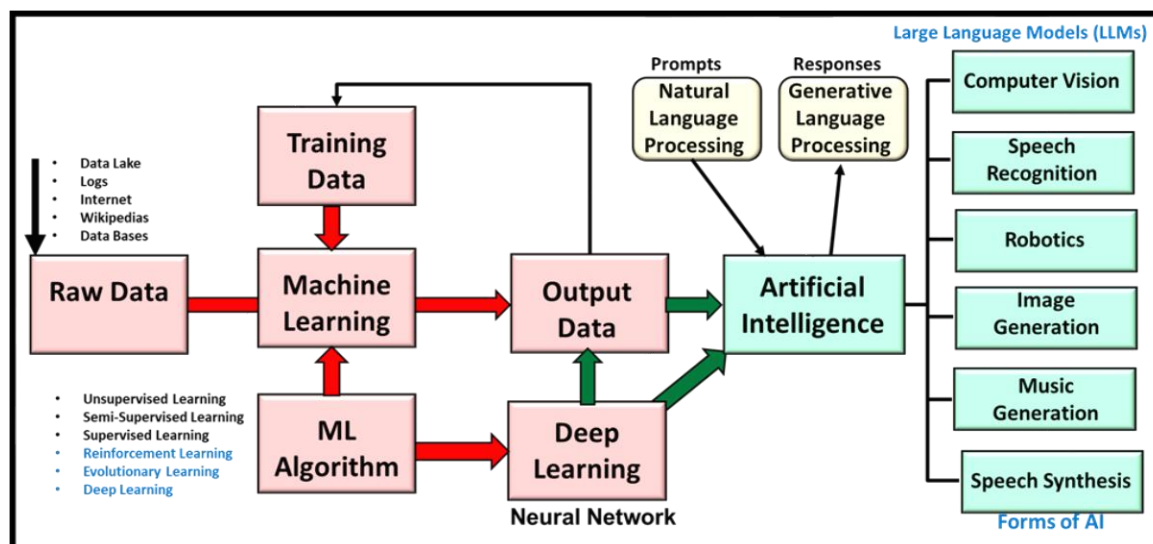 Large Language Models (LLMs)
Prompts
Natural
Language
Processing
Responses
Generative
Language
Processing
Computer Vision
Training
Data
Speech
Recognition
• Data Lake
• Logs
• Internet
• Wikipedias
• Data Bases
Robotics
Raw Data
Machine
Learning
Output
Data
Artificial
Intelligence
Image
Generation
• Unsupervised Learning
• Semi-Supervised Learning
• Supervised Learning
• Reinforcement Learning
• Evolutionary Learning
• Deep Learning
ML
Algorithm
Deep
Learning
Neural Network
Music
Generation
Speech Synthesis
Forms of AI